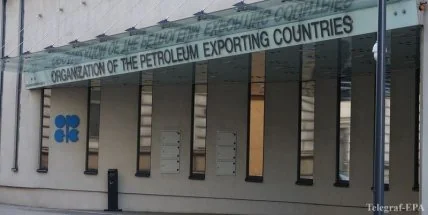 ORGANIZATION OF THE PETROLEUM EXPORTING COUNTRIES
OPEC
Telegraf-EPA